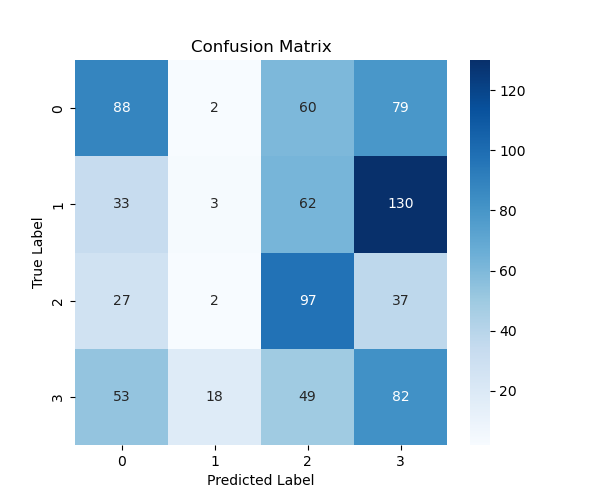 Confusion Matrix
0 88 2 60 79
1 33 3 62 130
2 27 2 97 37
3 53 18 49 82
0 1 2 3
True Label
Predicted Label
120
100
80
60
40
20